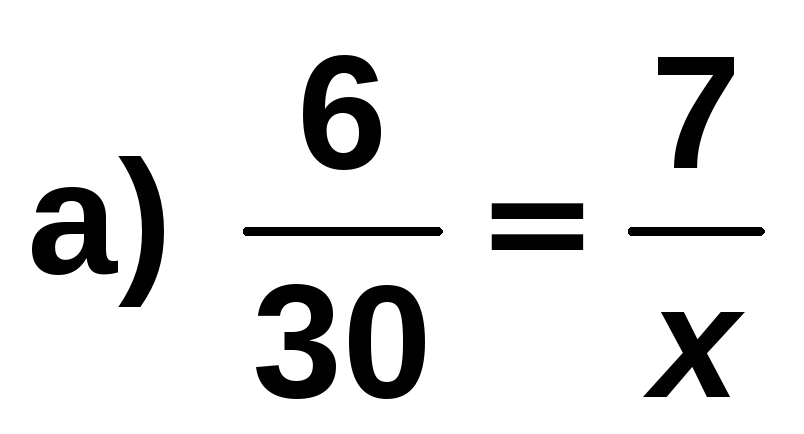 a) 6/30 = 7/x